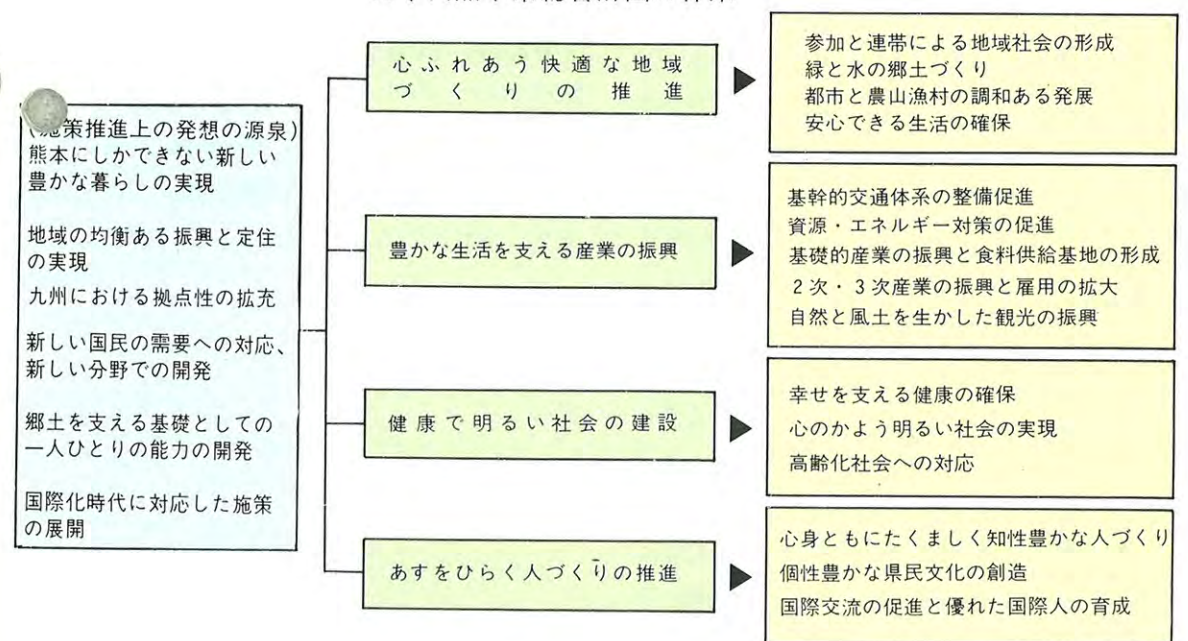 (施策推進上の発想の源泉)
熊本にしかできない新しい
豊かな暮らしの実現
地域の均衡ある振興と定住
の実現
九州における拠点性の拡充
新しい国民の需要への対応、
新しい分野での開発
郷土を支える基礎としての
一人ひとりの能力の開発
国際化時代に対応した施策
の展開
心ふれあう快適な地域
づくりの推進
参加と連帯による地域社会の形成
緑と水の郷土づくり
都市と農山漁村の調和ある発展
安心できる生活の確保
豊かな生活を支える産業の振興
基幹的交通体系の整備促進
資源・エネルギー対策の促進
基礎的産業の振興と食料供給基地の形成
2次・3次産業の振興と雇用の拡大
自然と風土を生かした観光の振興
健康で明るい社会の建設
幸せを支える健康の確保
心のかよう明るい社会の実現
高齢化社会への対応
あすをひらく人づくりの推進
心身ともにたくましく知性豊かな人づくり
個性豊かな県民文化の創造
国際交流の促進と優れた国際人の育成